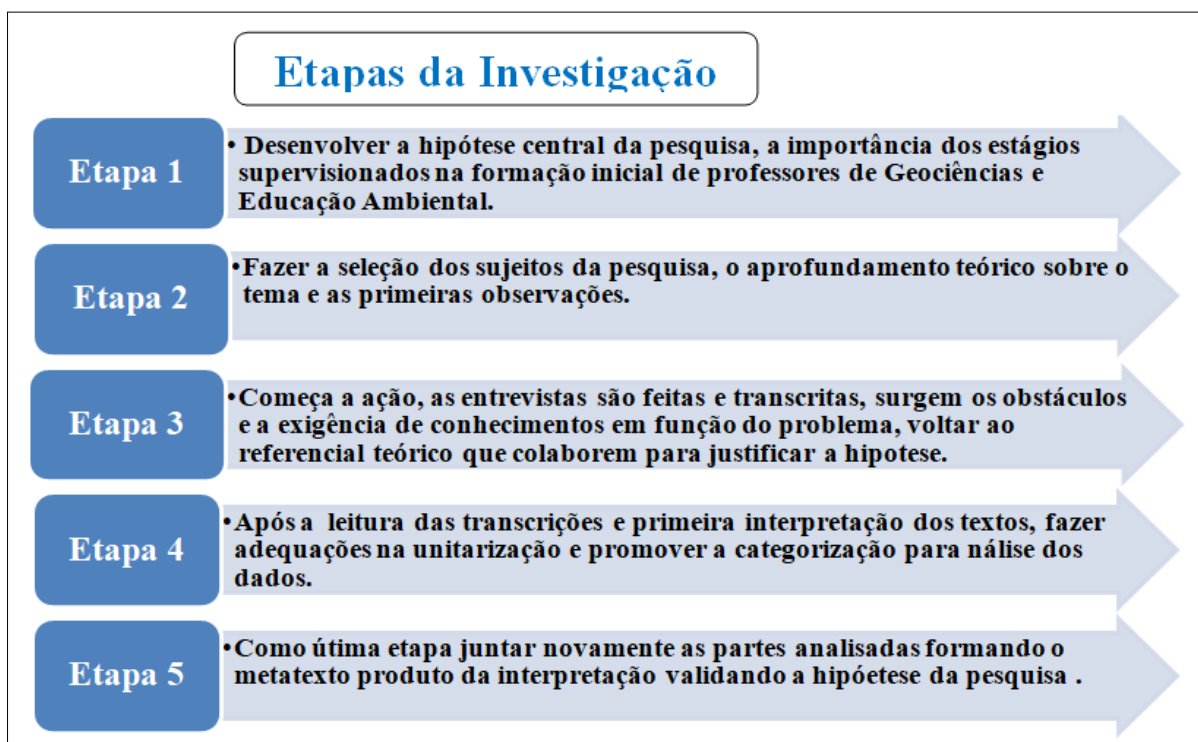 Etapas da Investigação
Etapa 1
• Desenvolver a hipótese central da pesquisa, a importância dos estágios
supervisionados na formação inicial de professores de Geociências e
Educação Ambiental.
Etapa 2
•Fazer a seleção dos sujeitos da pesquisa, o aprofundamento teórico sobre o
tema e as primeiras observações.
Etapa 3
•Começa a ação, as entrevistas são feitas e transcritas, surgem os obstáculos
e a exigência de conhecimentos em função do problema, voltar ao
referencial teórico que colaborem para justificar a hipotese.
Etapa 4
•Após a leitura das transcrições e primeira interpretação dos textos, fazer
adequações na unitarização e promover a categorização para nálise dos
dados.
Etapa 5
•Como útima etapa juntar novamente as partes analisadas formando o
metatexto produto da interpretação validando a hipóetese da pesquisa .